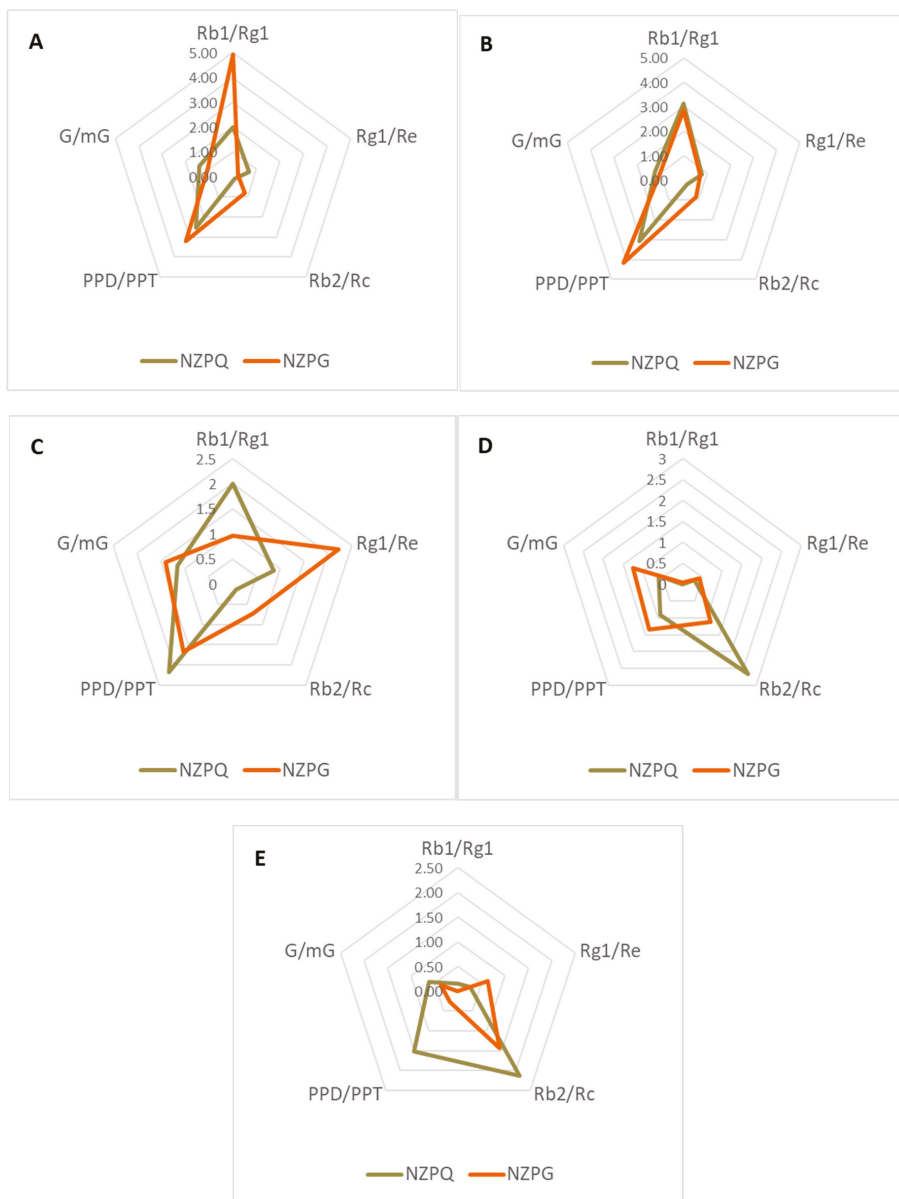 A
Rb1/Rg1
5.00
4.00
3.00
2.00
1.00
0.00
Rg1/Re
Rb2/Rc
PPD/PPT
G/mG
NZPQ NZPG
B
Rb1/Rg1
5.00
4.00
3.00
2.00
1.00
0.00
Rg1/Re
Rb2/Rc
PPD/PPT
G/mG
NZPQ NZPG
C
Rb1/Rg1
2.5
2
1.5
1
0.5
0
Rg1/Re
Rb2/Rc
PPD/PPT
G/mG
NZPQ NZPG
D
Rb1/Rg1
3
2.5
2
1.5
1
0.5
0
Rg1/Re
Rb2/Rc
PPD/PPT
G/mG
NZPQ NZPG
E
Rb1/Rg1
2.50
2.00
1.50
1.00
0.50
0.00
Rg1/Re
Rb2/Rc
PPD/PPT
G/mG
NZPQ NZPG